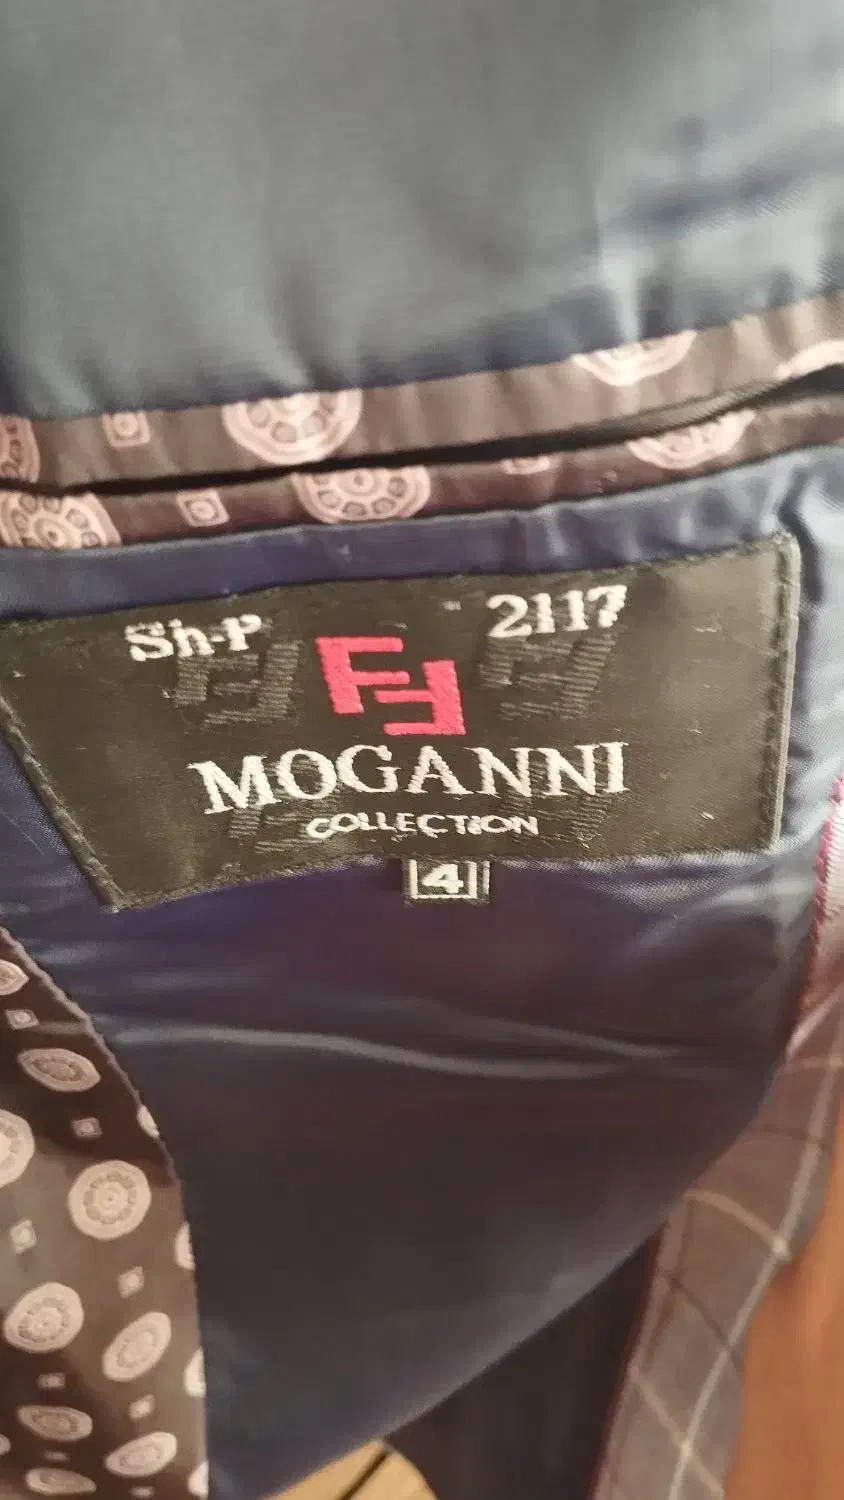 Sh-P 2117
MOGANNI
COLLECTION
4